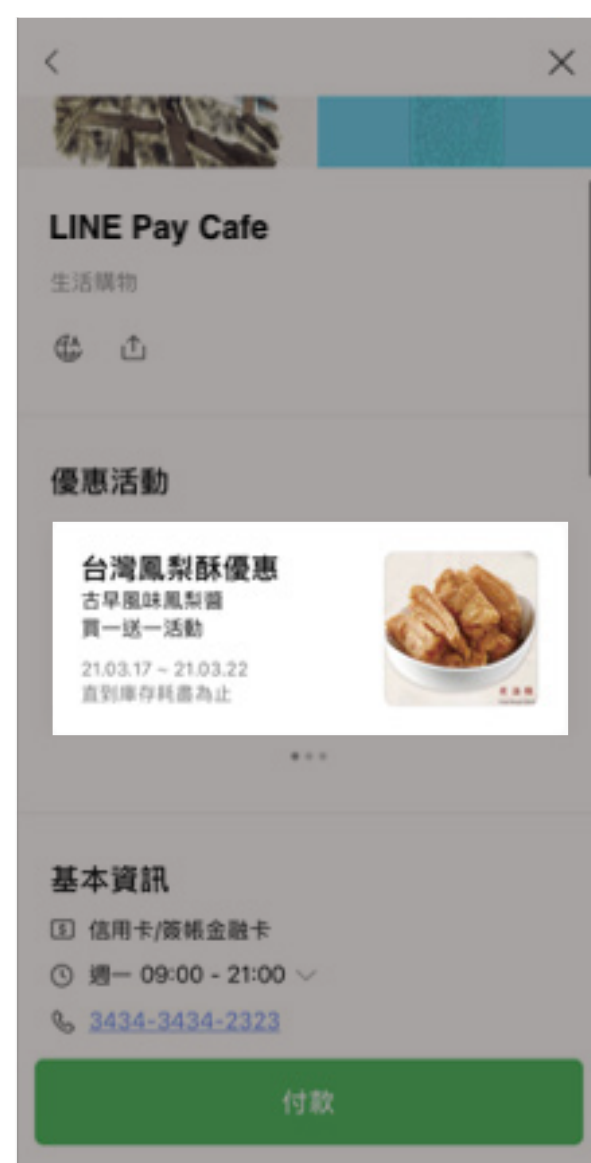 LINE Pay Cafe
生活購物
優惠活動
台灣鳳梨酥優惠
古早風味鳳梨醬
買一送一活動
21.03.17 ~ 21.03.22
直到庫存耗盡為止
基本資訊
信用卡/簽帳金融卡
週一 09:00 - 21:00
3434-3434-2323
付款